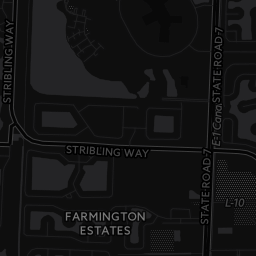 STRIBLING WAY
STATE ROAD 7
E-1 Canal
STRIBLING WAY
STATE ROAD 7
L-10
FARMINGTON
ESTATES